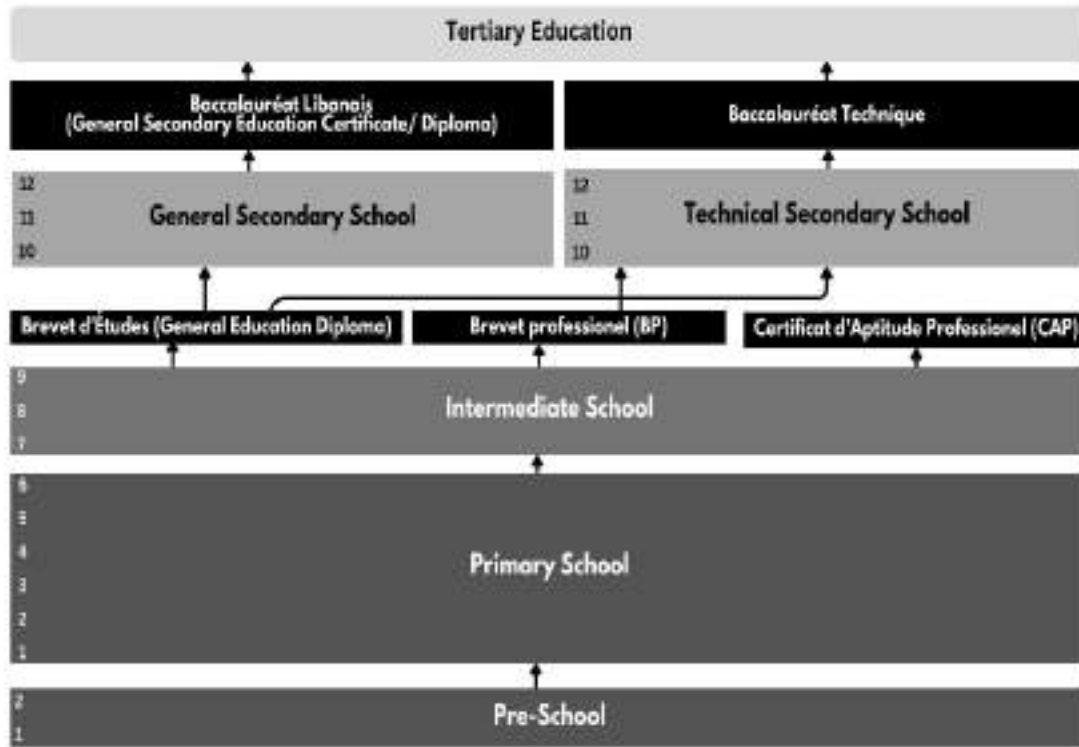 Tertiary Education
Baccalauréat Libanais
(General Secondary Education Certificate/ Diploma)
Baccalauréat Technique
12
11
10
General Secondary School
12
11
10
Technical Secondary School
Brevet d'Études (General Education Diploma)
Brevet professionel (BP)
Certificat d'Aptitude Professionel (CAP)
9
8
7
Intermediate School
6
5
4
3
2
1
Primary School
2
1
Pre-School